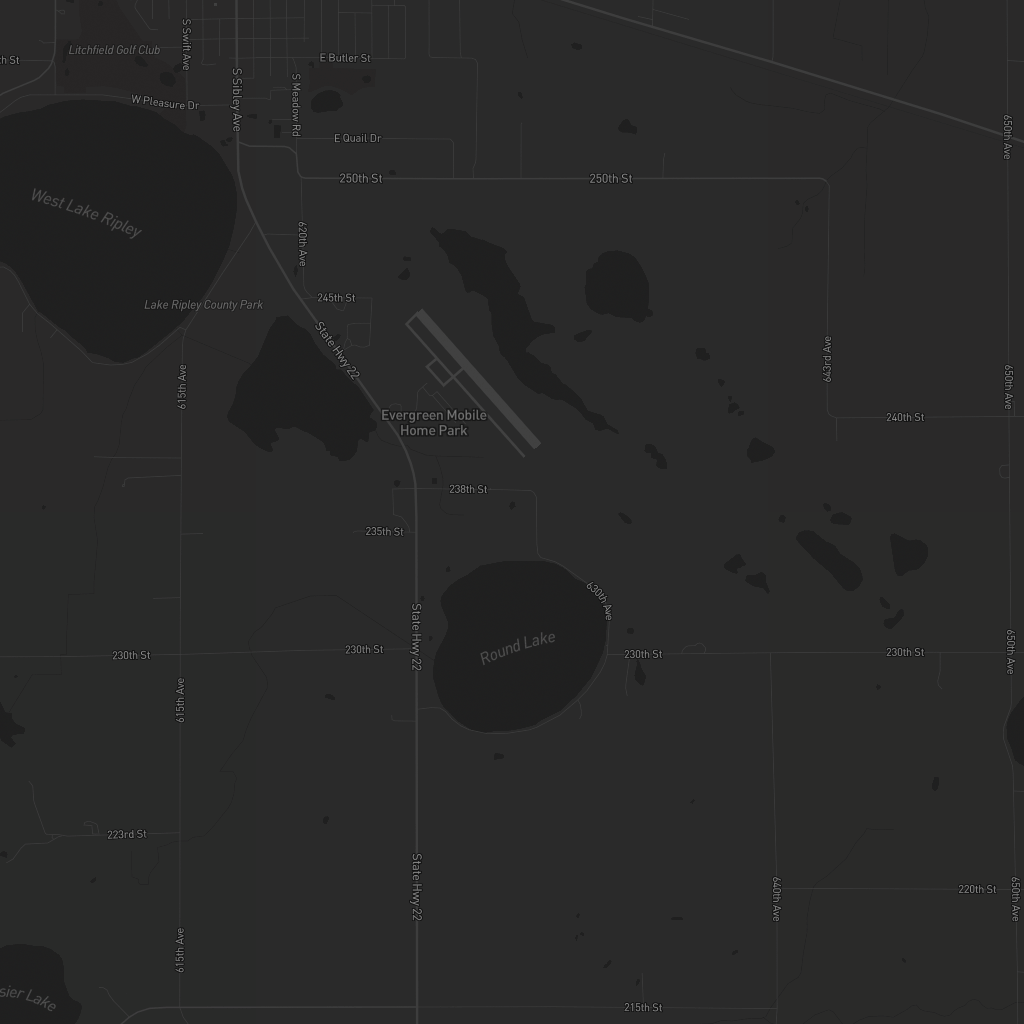 S Swift Ave
Litchfield Golf Club
th St
E Butler St
S Sibley Ave
S Meadow Rd
W Pleasure Dr
E Quail Dr
650th Ave
250th St
250th St
West Lake Ripley
620th Ave
245th St
Lake Ripley County Park
State Hwy 22
643rd Ave
615th Ave
650th Ave
Evergreen Mobile
Home Park
240th St
238th St
235th St
630th Ave
State Hwy 22
Round Lake
230th St
230th St
230th St
230th St
650th Ave
615th Ave
223rd St
State Hwy 22
640th Ave
220th St
650th Ave
615th Ave
sier Lake
215th St